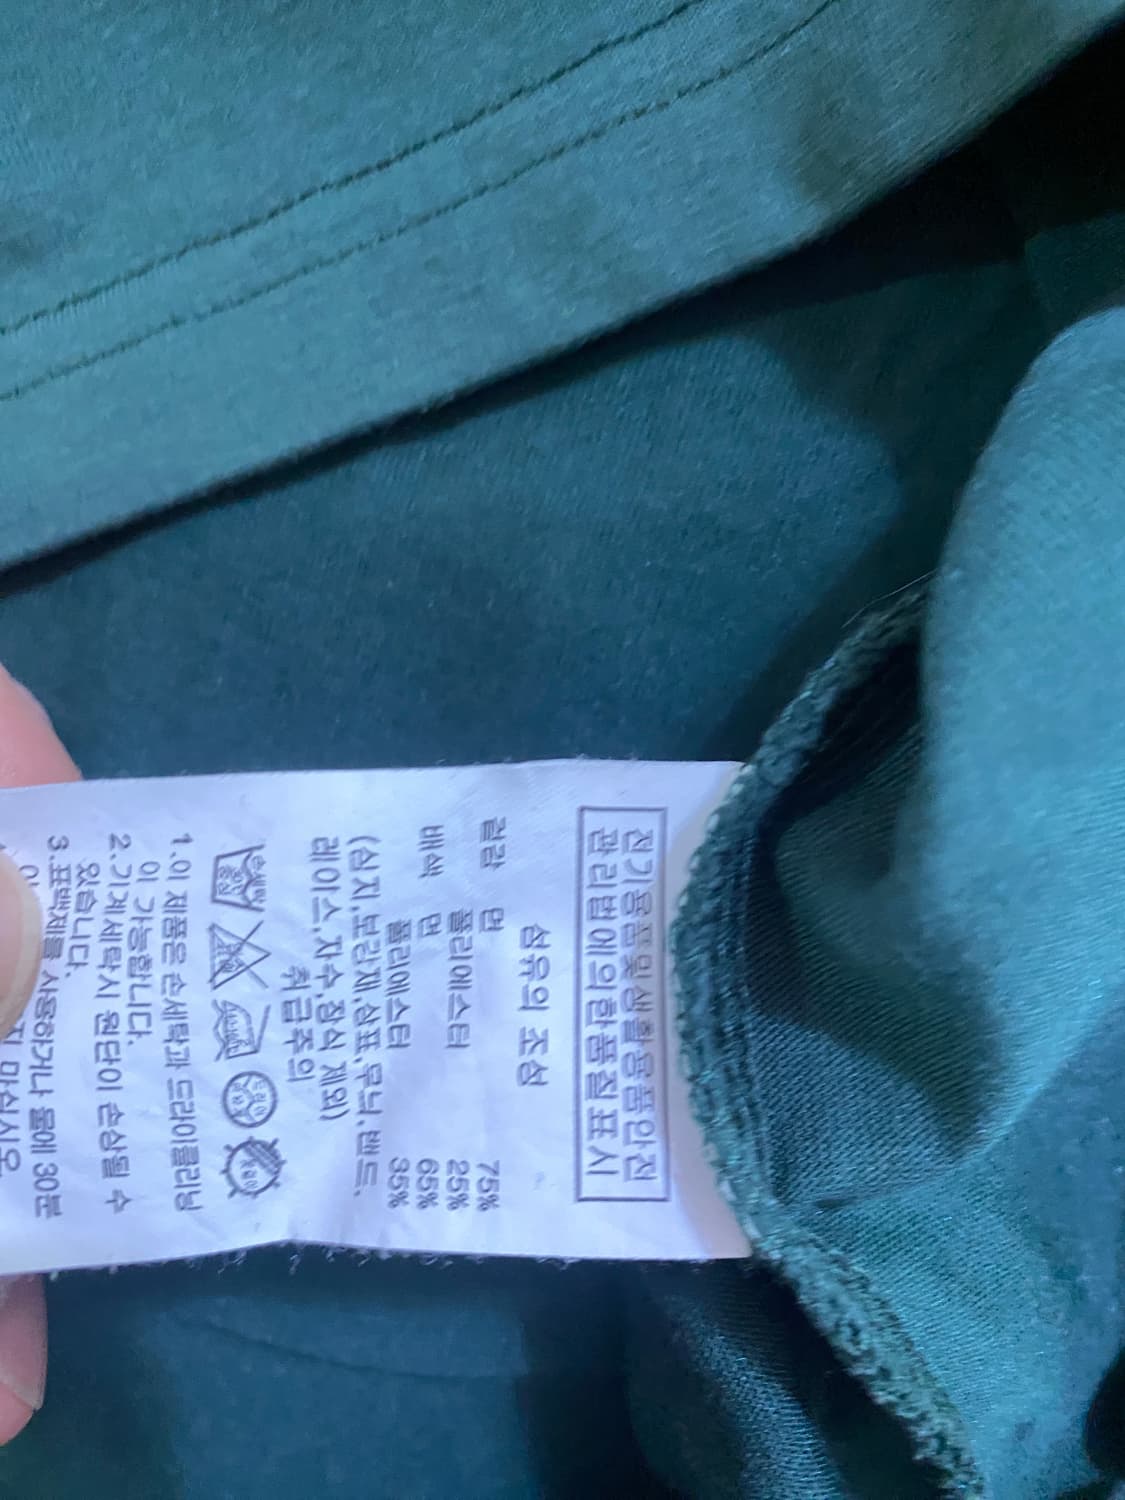 전기용품및생활용품안전
관리법에의한품질표시
섬유의 조성
겉감 면 75%
폴리에스터 25%
배색 면 65%
폴리에스터 35%
(심지,보강재,상표,무늬,밴드,
레이스,자수,장식 제외)
취급주의
1.이 제품은 손세탁과 드라이클리닝
이 가능합니다.
2.기계세탁시 원단이 손상될 수
있습니다.
3.표백제를 사용하거나 물에 30분
마십시오